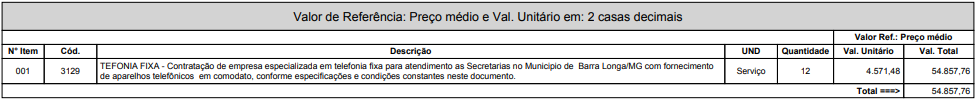 Valor de Referência: Preço médio e Val. Unitário em: 2 casas decimais
Valor Ref.: Preço médio
N° Item Cód. Descrição UND Quantidade Val. Unitário Val. Total
001 3129 TEFONIA FIXA - Contratação de empresa especializada em telefonia fixa para atendimento as Secretarias no Municipio de Barra Longa/MG com fornecimento Serviço 12 4.571,48 54.857,76
de aparelhos telefônicos em comodato, conforme especificações e condições constantes neste documento.
Total ===> 54.857,76